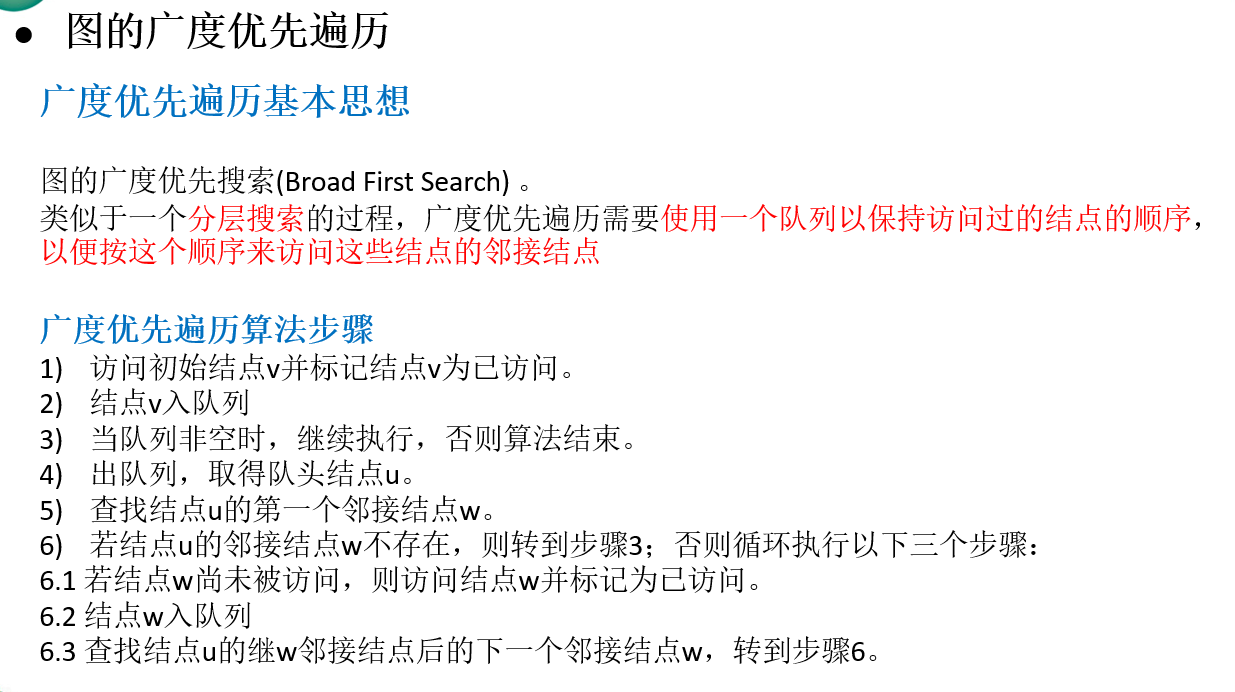 • 图的广度优先遍历
广度优先遍历基本思想
图的广度优先搜索(Broad First Search) 。
类似于一个分层搜索的过程，广度优先遍历需要使用一个队列以保持访问过的结点的顺序，
以便按这个顺序来访问这些结点的邻接结点
广度优先遍历算法步骤
1) 访问初始结点v并标记结点v为已访问。
2) 结点v入队列
3) 当队列非空时，继续执行，否则算法结束。
4) 出队列，取得队头结点u。
5) 查找结点u的第一个邻接结点w。
6) 若结点u的邻接结点w不存在，则转到步骤3；否则循环执行以下三个步骤：
6.1 若结点w尚未被访问，则访问结点w并标记为已访问。
6.2 结点w入队列
6.3 查找结点u的继w邻接结点后的下一个邻接结点w，转到步骤6。